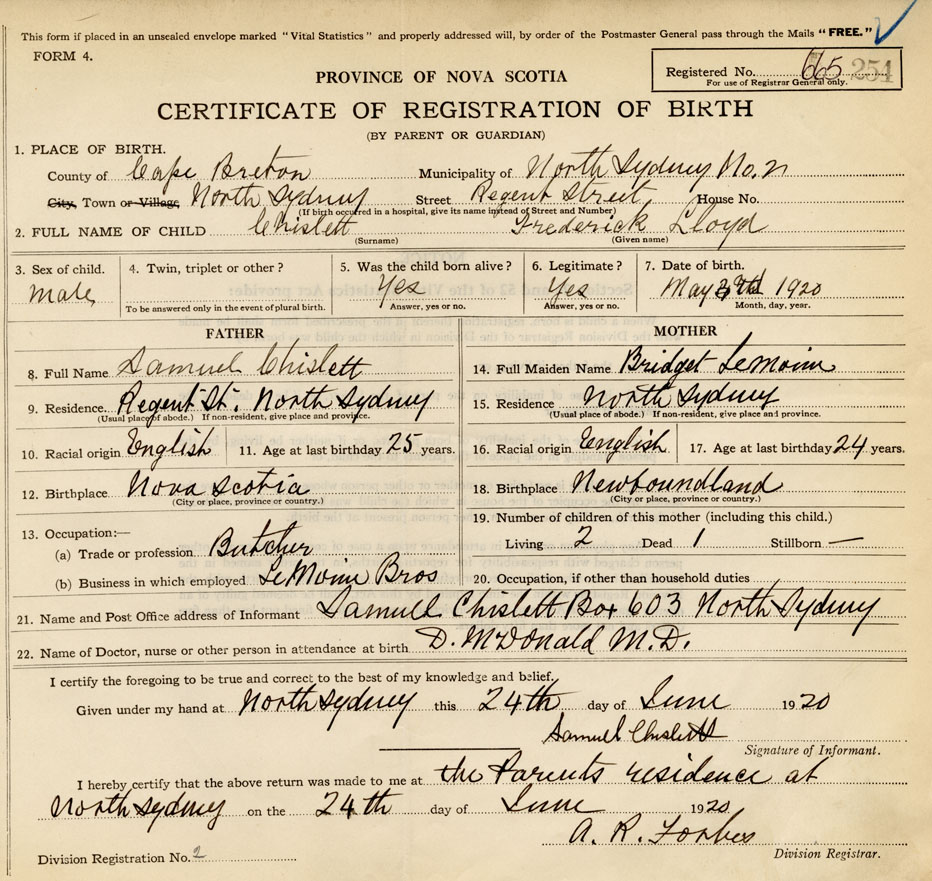 This form if placed in an unsealed envelope marked "Vital Statistics" and properly addressed will, by order of the Postmaster General pass through the Mails "FREE."
FORM 4.
Registered No. 665 254
For use of Registrar General only.
PROVINCE OF NOVA SCOTIA
CERTIFICATE OF REGISTRATION OF BIRTH
(BY PARENT OR GUARDIAN)
1. PLACE OF BIRTH.
County of Cape Breton Municipality of North Sydney No. 2
City, Town or Village, North Sydney Street Regent Street House No.
(If birth occurred in a hospital, give its name instead of Street and Number)
2. FULL NAME OF CHILD Chislett Frederick Lloyd
(Surname) (Given name)
3. Sex of child. 4. Twin, triplet or other? 5. Was the child born alive? 6. Legitimate? 7. Date of birth.
Male Yes Yes May 1920
To be answered only in the event of plural birth. Answer, yes or no. Answer, yes or no. Month, day, year.
FATHER MOTHER
8. Full Name Samuel Chislett 14. Full Maiden Name Bridget LeMoine
9. Residence. Regent St. North Sydney 15. Residence North Sydney
(Usual place of abode.) If non-resident, give place and province. (Usual place of abode.) If non-resident, give place and province.
10. Racial origin English 11. Age at last birthday 25 years. 16. Racial origin English 17. Age at last birthday 24 years.
12. Birthplace Nova Scotia 18. Birthplace Newfoundland
(City or place, province or country.) (City or place, province or country.)
13. Occupation:— 19. Number of children of this mother (including this child.)
(a) Trade or profession Butcher Living 2 Dead 1 Stillborn —
(b) Business in which employed LeMoine Bros 20. Occupation, if other than household duties
21. Name and Post Office address of Informant Samuel Chislett Box 603 North Sydney
22. Name of Doctor, nurse or other person in attendance at birth D. McDonald M.D.
I certify the foregoing to be true and correct to the best of my knowledge and belief.
Given under my hand at North Sydney this 24th day of June 1920
Samuel Chislett
Signature of Informant.
I hereby certify that the above return was made to me at the Parents residence at
North Sydney on the 24th day of June 1920
A. R. Forbes
Division Registration No. 2 Division Registrar.